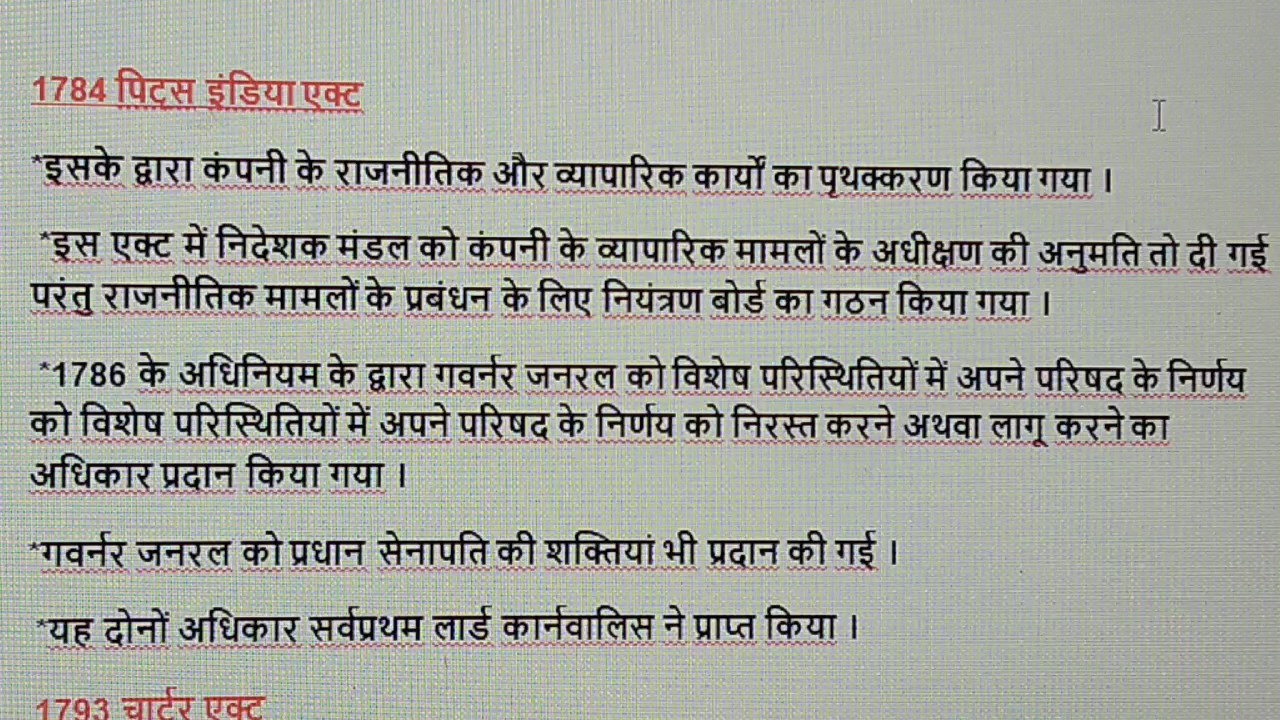 1784 पिट्स इंडिया एक्ट
*इसके द्वारा कंपनी के राजनीतिक और व्यापारिक कार्यों का पृथक्करण किया गया ।
*इस एक्ट में निदेशक मंडल को कंपनी के व्यापारिक मामलों के अधीक्षण की अनुमति तो दी गई
परंतु राजनीतिक मामलों के प्रबंधन के लिए नियंत्रण बोर्ड का गठन किया गया ।
*1786 के अधिनियम के द्वारा गवर्नर जनरल को विशेष परिस्थितियों में अपने परिषद के निर्णय
को विशेष परिस्थितियों में अपने परिषद के निर्णय को निरस्त करने अथवा लागू करने का
अधिकार प्रदान किया गया ।
*गवर्नर जनरल को प्रधान सेनापति की शक्तियां भी प्रदान की गई ।
*यह दोनों अधिकार सर्वप्रथम लार्ड कार्नवालिस ने प्राप्त किया ।
1793 चार्टर एक्ट